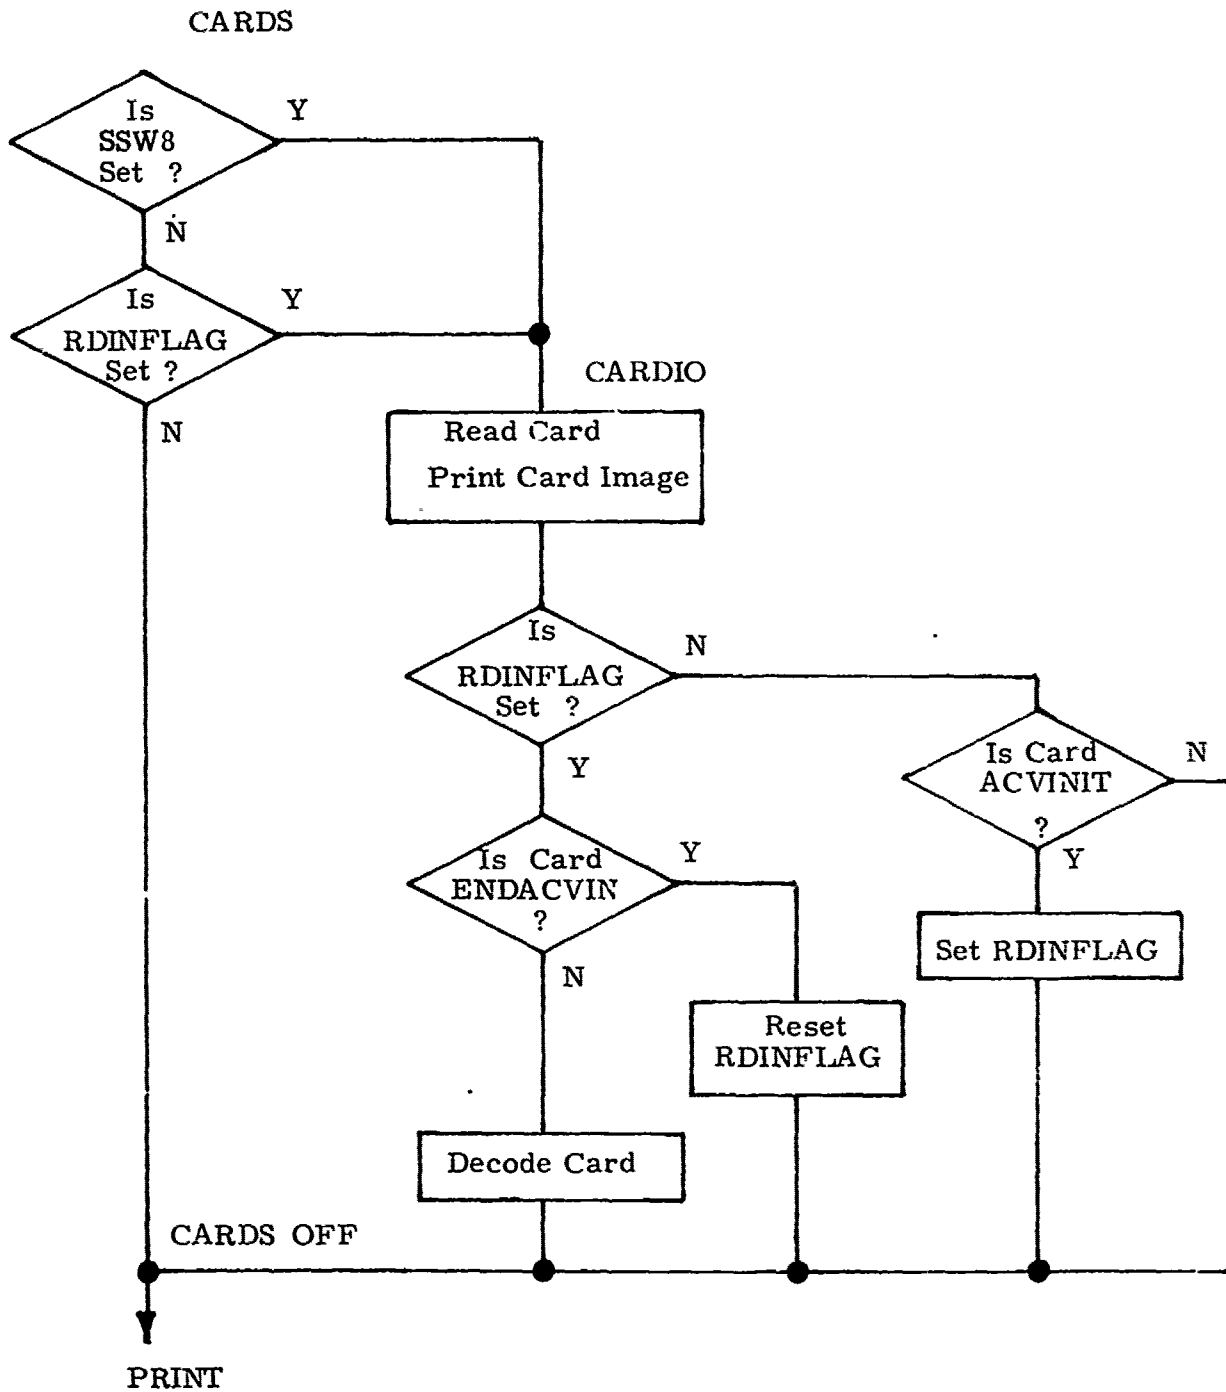 CARDS
Is
SSW8
Set ?
Y
N
Is
RDINFLAG
Set ?
Y
N
CARDIO
Read Card
Print Card Image
Is
RDINFLAG
Set ?
N
Y
Is Card
ACVINIT
?
N
Y
Is Card
ENDACVIN
?
Y
N
Set RDINFLAG
Reset
RDINFLAG
Decode Card
CARDS OFF
PRINT